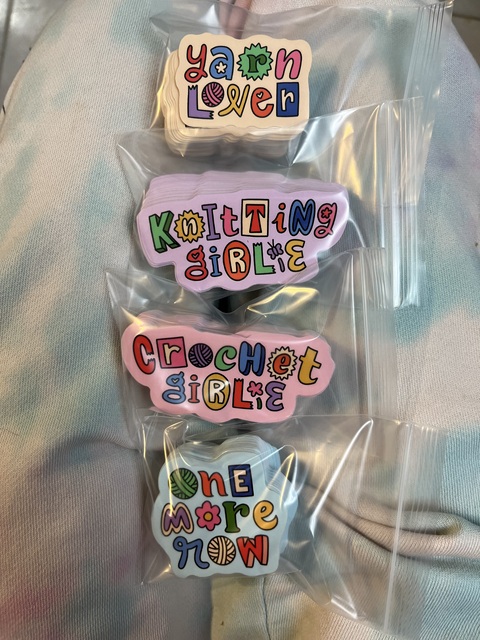 yarn
Lover
KnItTiNg
giRLiE
CrocHet
giRLiE
OnE
more
rOW